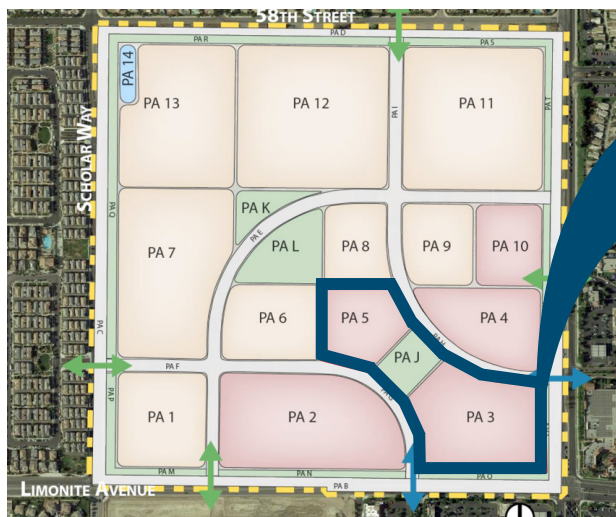 58TH STREET
PA D
PA R
PA S
PA 14
PA 13
PA 12
PA I
PA 11
PA T
SCHOLAR WAY
PA Q
PA K
PA E
PA L
PA 8
PA 9
PA 10
PA 7
PA C
PA 6
PA 5
PA H
PA 4
PA J
PA F
PA G
PA P
PA 1
PA 2
PA 3
PA M
PA N
PA O
PA B
LIMONITE AVENUE